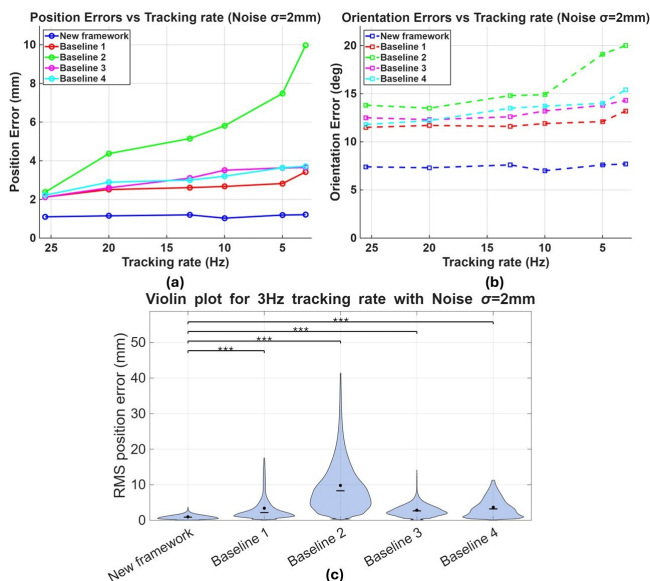 Position Errors vs Tracking rate (Noise σ=2mm)
New framework
Baseline 1
Baseline 2
Baseline 3
Baseline 4
Position Error (mm)
10
8
6
4
2
0
25 20 15 10 5
Tracking rate (Hz)
(a)
Orientation Errors vs Tracking rate (Noise σ=2mm)
New framework
Baseline 1
Baseline 2
Baseline 3
Baseline 4
Orientation Error (deg)
20
15
10
5
0
25 20 15 10 5
Tracking rate (Hz)
(b)
Violin plot for 3Hz tracking rate with Noise σ=2mm
RMS position error (mm)
50
40
30
20
10
0
***
***
***
***
New framework
Baseline 1
Baseline 2
Baseline 3
Baseline 4
(c)